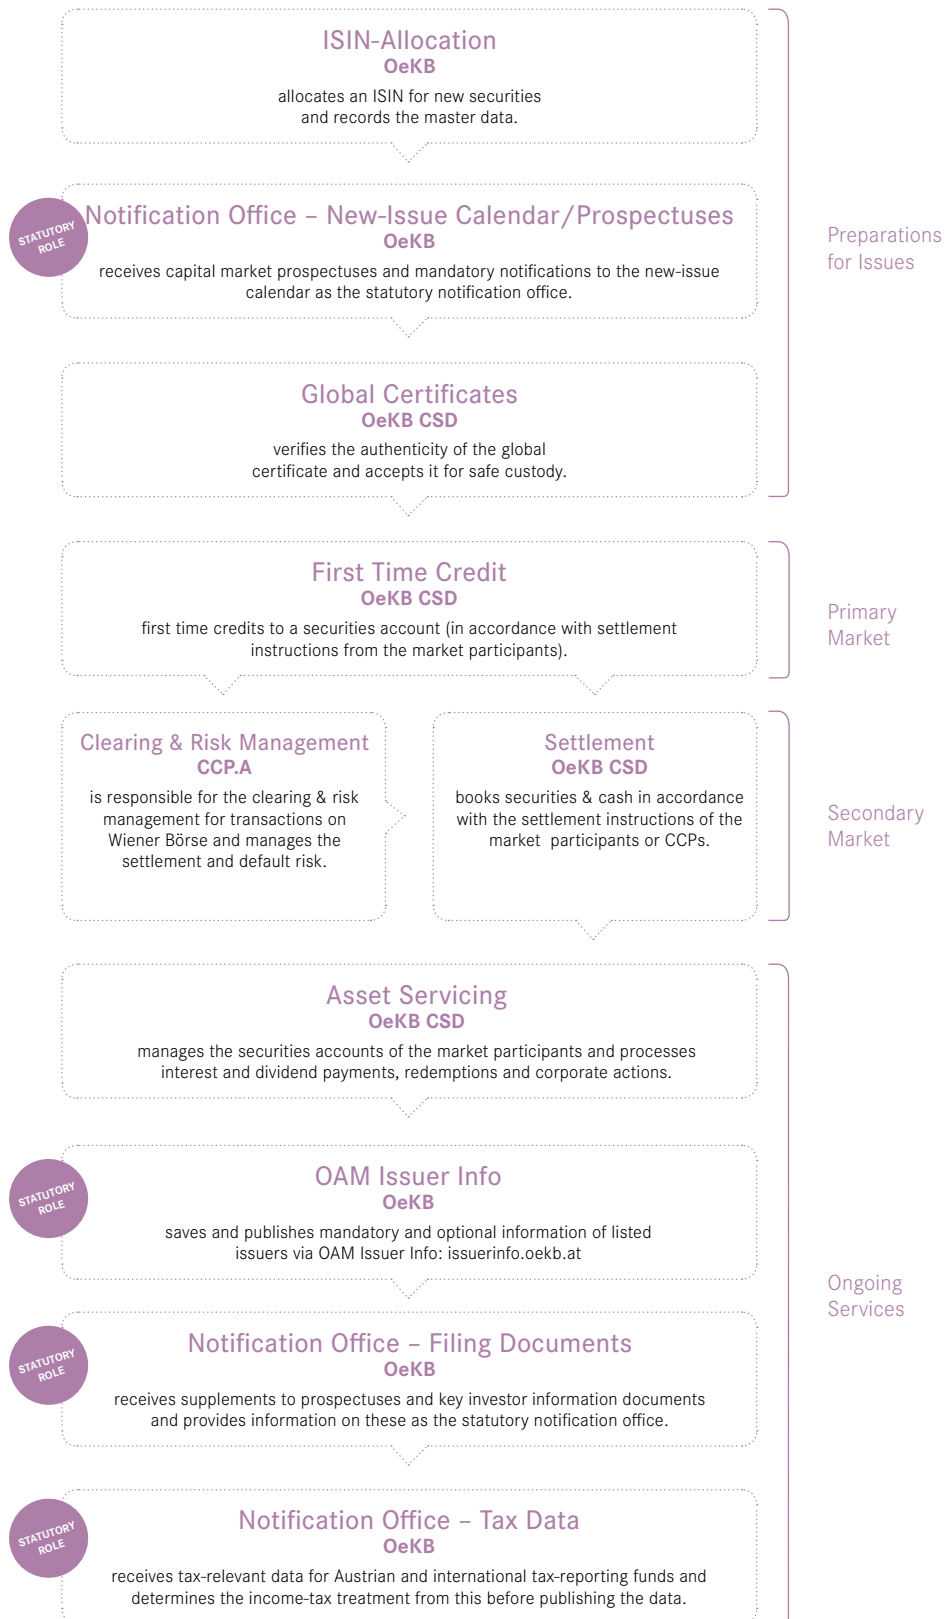 ISIN-Allocation
OeKB
allocates an ISIN for new securities
and records the master data.
STATUTORY
ROLE
Notification Office – New-Issue Calendar/Prospectuses
OeKB
receives capital market prospectuses and mandatory notifications to the new-issue
calendar as the statutory notification office.
Preparations
for Issues
Global Certificates
OeKB CSD
verifies the authenticity of the global
certificate and accepts it for safe custody.
First Time Credit
OeKB CSD
first time credits to a securities account (in accordance with settlement
instructions from the market participants).
Primary
Market
Clearing & Risk Management
CCP.A
is responsible for the clearing & risk
management for transactions on
Wiener Börse and manages the
settlement and default risk.
Settlement
OeKB CSD
books securities & cash in accordance
with the settlement instructions of the
market participants or CCPs.
Secondary
Market
Asset Servicing
OeKB CSD
manages the securities accounts of the market participants and processes
interest and dividend payments, redemptions and corporate actions.
STATUTORY
ROLE
OAM Issuer Info
OeKB
saves and publishes mandatory and optional information of listed
issuers via OAM Issuer Info: issuerinfo.oekb.at
Ongoing
Services
STATUTORY
ROLE
Notification Office – Filing Documents
OeKB
receives supplements to prospectuses and key investor information documents
and provides information on these as the statutory notification office.
STATUTORY
ROLE
Notification Office – Tax Data
OeKB
receives tax-relevant data for Austrian and international tax-reporting funds and
determines the income-tax treatment from this before publishing the data.